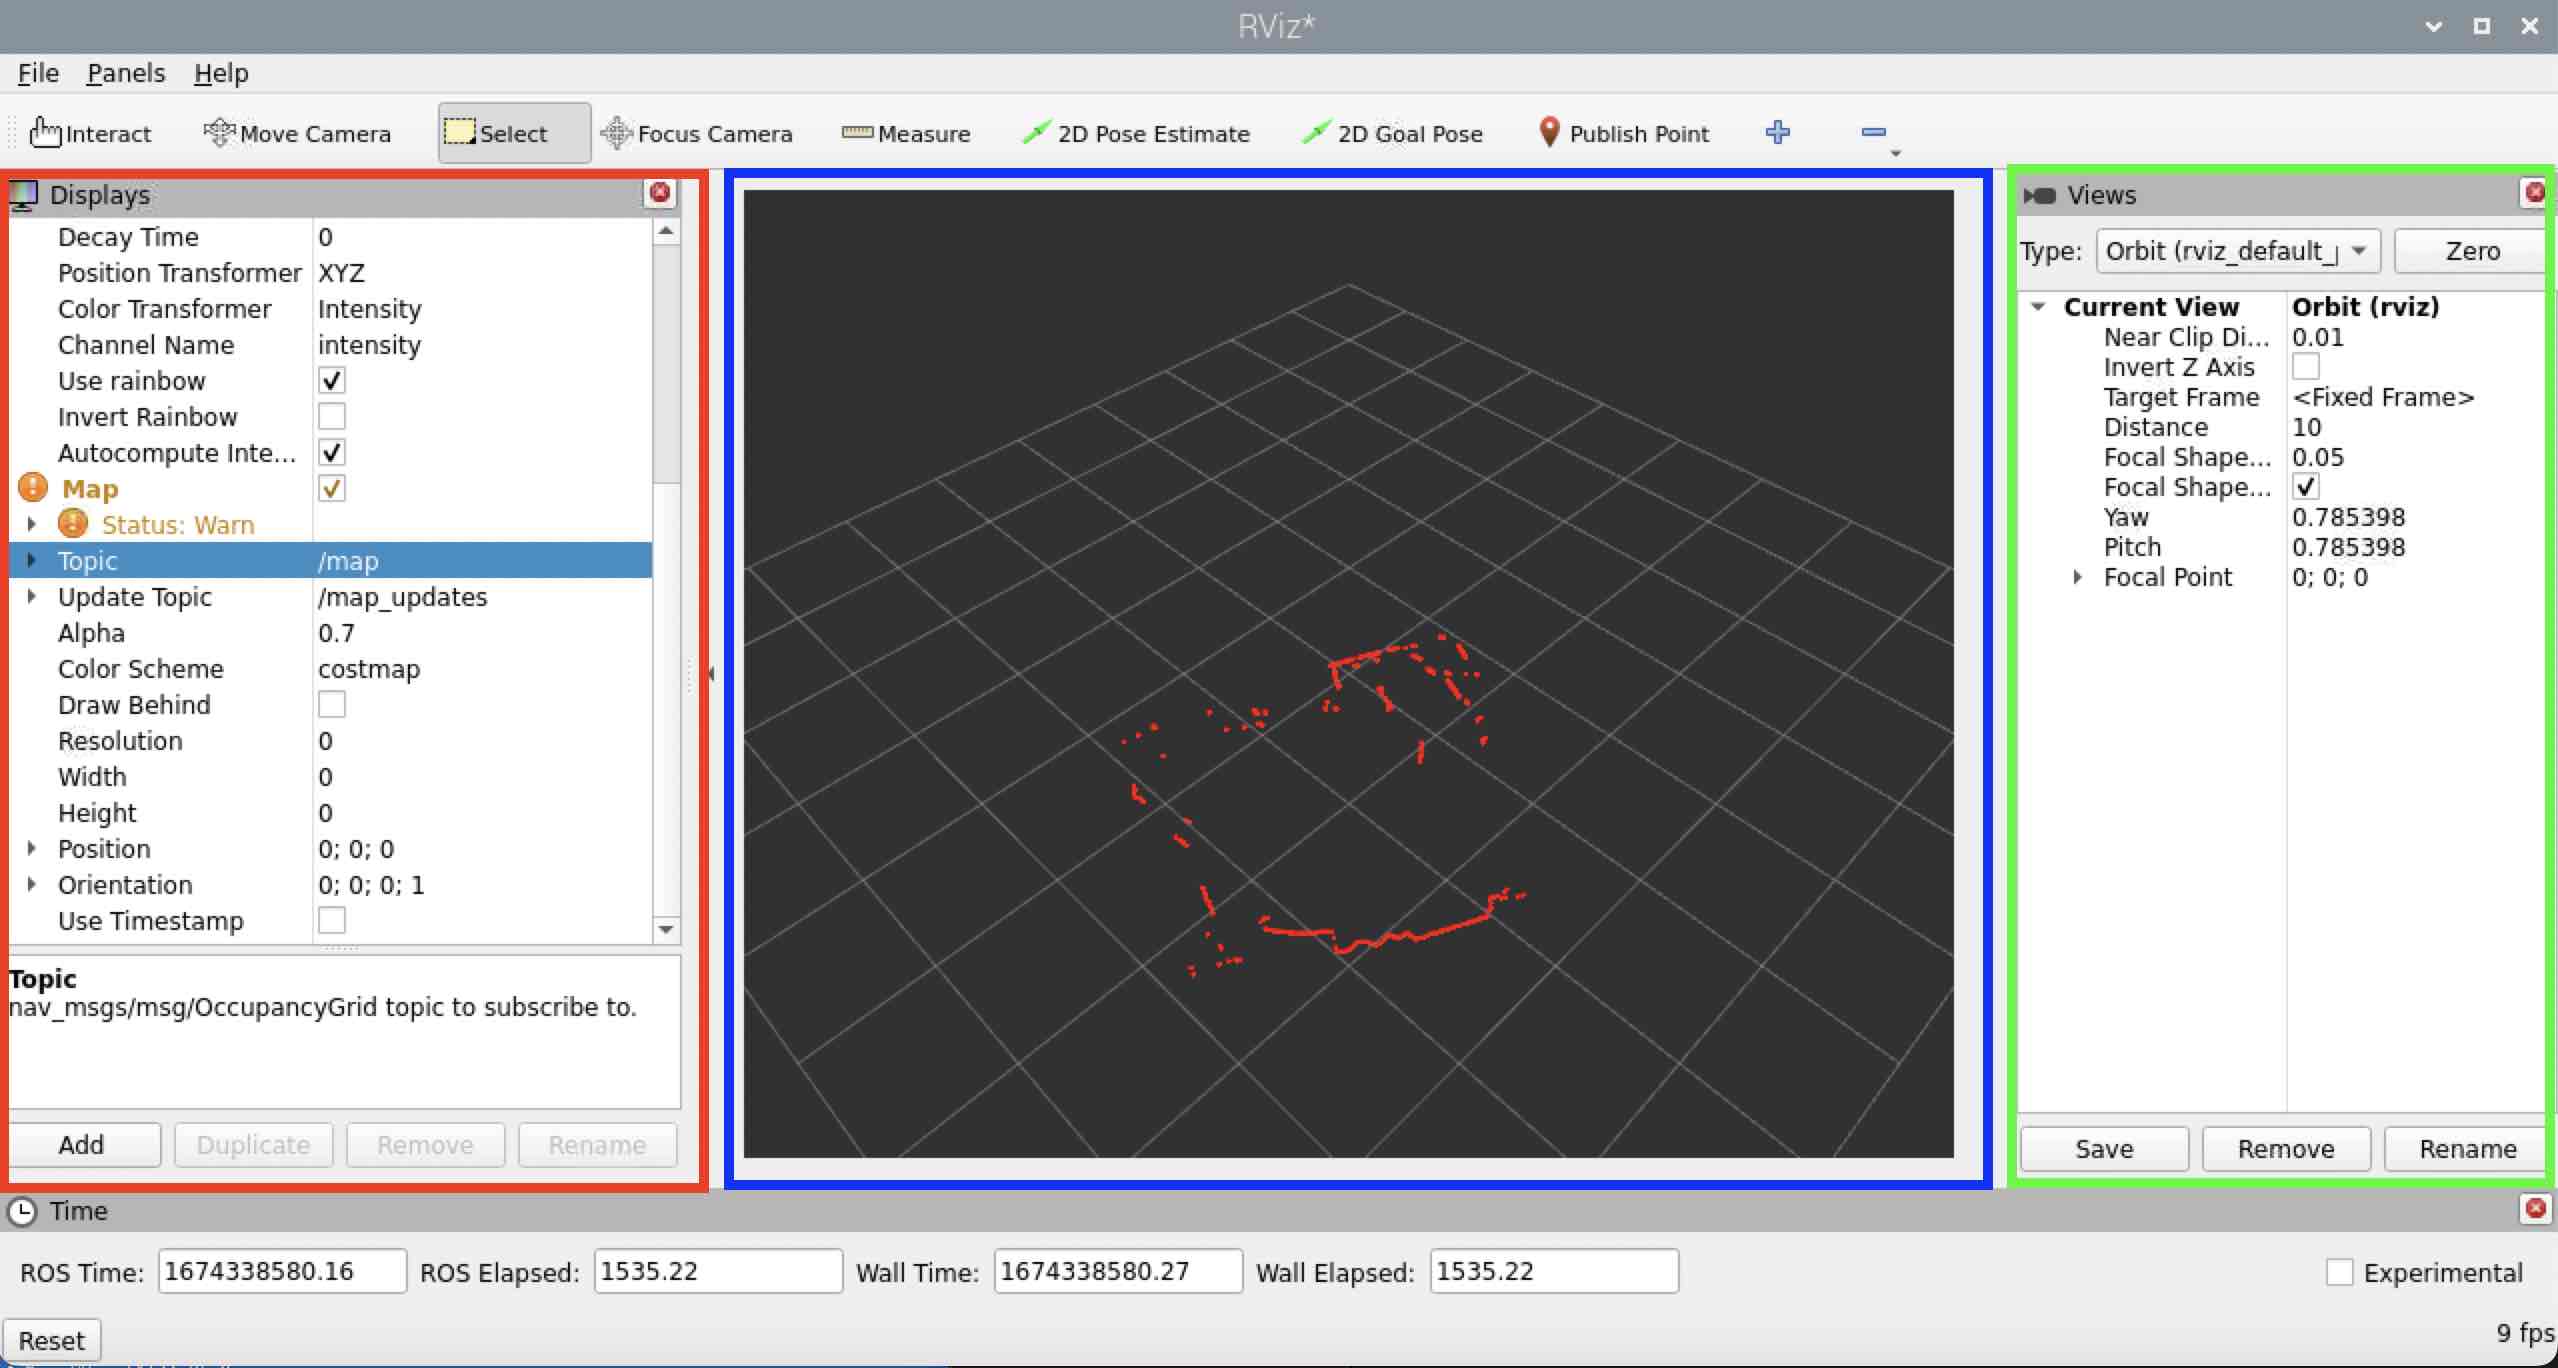 RViz*
File Panels Help
Interact Move Camera Select Focus Camera Measure 2D Pose Estimate 2D Goal Pose Publish Point
Displays
Decay Time 0
Position Transformer XYZ
Color Transformer Intensity
Channel Name intensity
Use rainbow
Invert Rainbow
Autocompute Inte...
Map
Status: Warn
Topic /map
Update Topic /map_updates
Alpha 0.7
Color Scheme costmap
Draw Behind
Resolution 0
Width 0
Height 0
Position 0; 0; 0
Orientation 0; 0; 0; 1
Use Timestamp
Topic
nav_msgs/msg/OccupancyGrid topic to subscribe to.
Add Duplicate Remove Rename
Views
Type: Orbit (rviz_default_ Zero
Current View Orbit (rviz)
Near Clip Di... 0.01
Invert Z Axis
Target Frame <Fixed Frame>
Distance 10
Focal Shape... 0.05
Focal Shape...
Yaw 0.785398
Pitch 0.785398
Focal Point 0; 0; 0
Save Remove Rename
Time
ROS Time: 1674338580.16 ROS Elapsed: 1535.22 Wall Time: 1674338580.27 Wall Elapsed: 1535.22 Experimental
Reset 9 fps